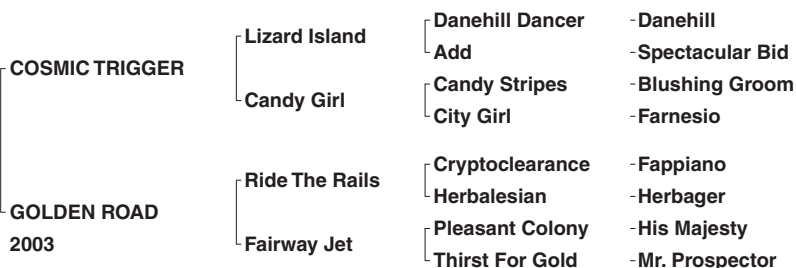 COSMIC TRIGGER
GOLDEN ROAD
2003
Lizard Island
Candy Girl
Ride The Rails
Fairway Jet
Danehill Dancer
Add
Candy Stripes
City Girl
Cryptoclearance
Herbalesian
Pleasant Colony
Thirst For Gold
-Danehill
-Spectacular Bid
-Blushing Groom
-Farnesio
-Fappiano
-Herbager
-His Majesty
-Mr. Prospector